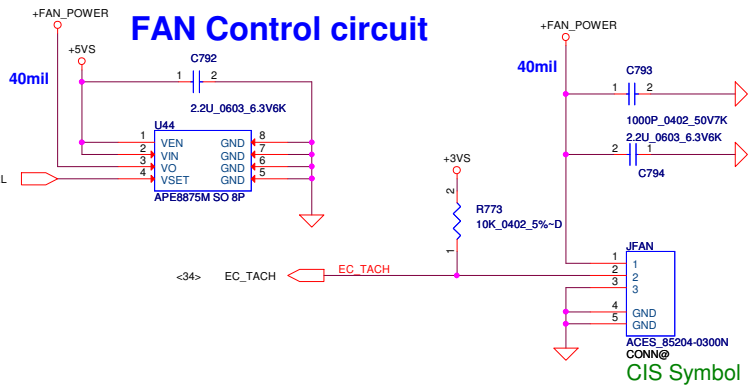 FAN Control circuit
+FAN_POWER
+5VS
40mil
C792
1 2
2.2U_0603_6.3V6K
U44
1 VEN GND 8
2 VIN GND 7
3 VO GND 6
4 VSET GND 5
APE8875M SO 8P
L
+FAN_POWER
40mil
C793
1 2
1000P_0402_50V7K
2.2U_0603_6.3V6K
2 1
C794
+3VS
2
R773
10K_0402_5%~D
1
<34> EC_TACH EC_TACH
JFAN
1 1
2 2
3 3
4 GND
5 GND
ACES_85204-0300N
CONN@
CIS Symbol